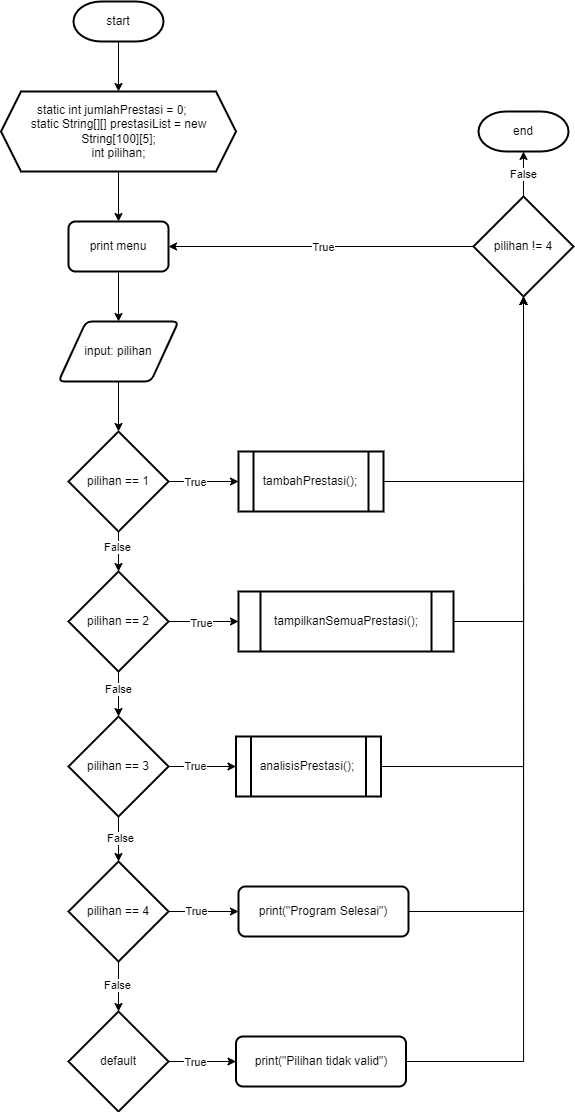 start
static int jumlahPrestasi = 0;
static String[][] prestasiList = new
String[100][5];
int pilihan;
end
False
print menu
True
pilihan != 4
input: pilihan
pilihan == 1
True
tambahPrestasi();
False
pilihan == 2
True
tampilkanSemuaPrestasi();
False
pilihan == 3
True
analisisPrestasi();
False
pilihan == 4
True
print("Program Selesai")
False
default
True
print("Pilihan tidak valid")